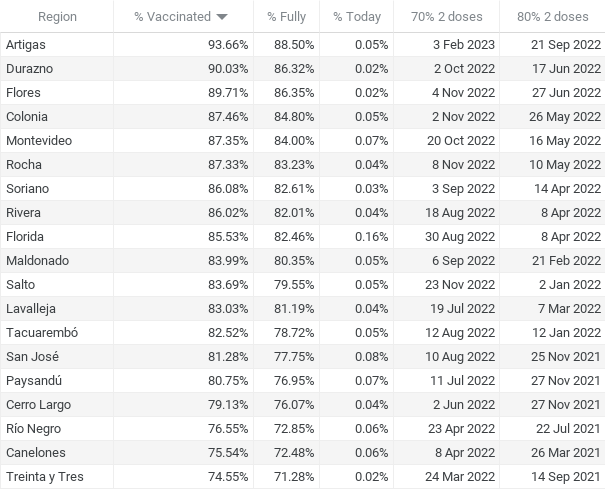 Region % Vaccinated % Fully % Today 70% 2 doses 80% 2 doses
Artigas 93.66% 88.50% 0.05% 3 Feb 2023 21 Sep 2022
Durazno 90.03% 86.32% 0.02% 2 Oct 2022 17 Jun 2022
Flores 89.71% 86.35% 0.02% 4 Nov 2022 27 Jun 2022
Colonia 87.46% 84.80% 0.05% 2 Nov 2022 26 May 2022
Montevideo 87.35% 84.00% 0.07% 20 Oct 2022 16 May 2022
Rocha 87.33% 83.23% 0.04% 8 Nov 2022 10 May 2022
Soriano 86.08% 82.61% 0.03% 3 Sep 2022 14 Apr 2022
Rivera 86.02% 82.01% 0.04% 18 Aug 2022 8 Apr 2022
Florida 85.53% 82.46% 0.16% 30 Aug 2022 8 Apr 2022
Maldonado 83.99% 80.35% 0.05% 6 Sep 2022 21 Feb 2022
Salto 83.69% 79.55% 0.05% 23 Nov 2022 2 Jan 2022
Lavalleja 83.03% 81.19% 0.04% 19 Jul 2022 7 Mar 2022
Tacuarembó 82.52% 78.72% 0.05% 12 Aug 2022 12 Jan 2022
San José 81.28% 77.75% 0.08% 10 Aug 2022 25 Nov 2021
Paysandú 80.75% 76.95% 0.07% 11 Jul 2022 27 Nov 2021
Cerro Largo 79.13% 76.07% 0.04% 2 Jun 2022 27 Nov 2021
Río Negro 76.55% 72.85% 0.06% 23 Apr 2022 22 Jul 2021
Canelones 75.54% 72.48% 0.06% 8 Apr 2022 26 Mar 2021
Treinta y Tres 74.55% 71.28% 0.02% 24 Mar 2022 14 Sep 2021